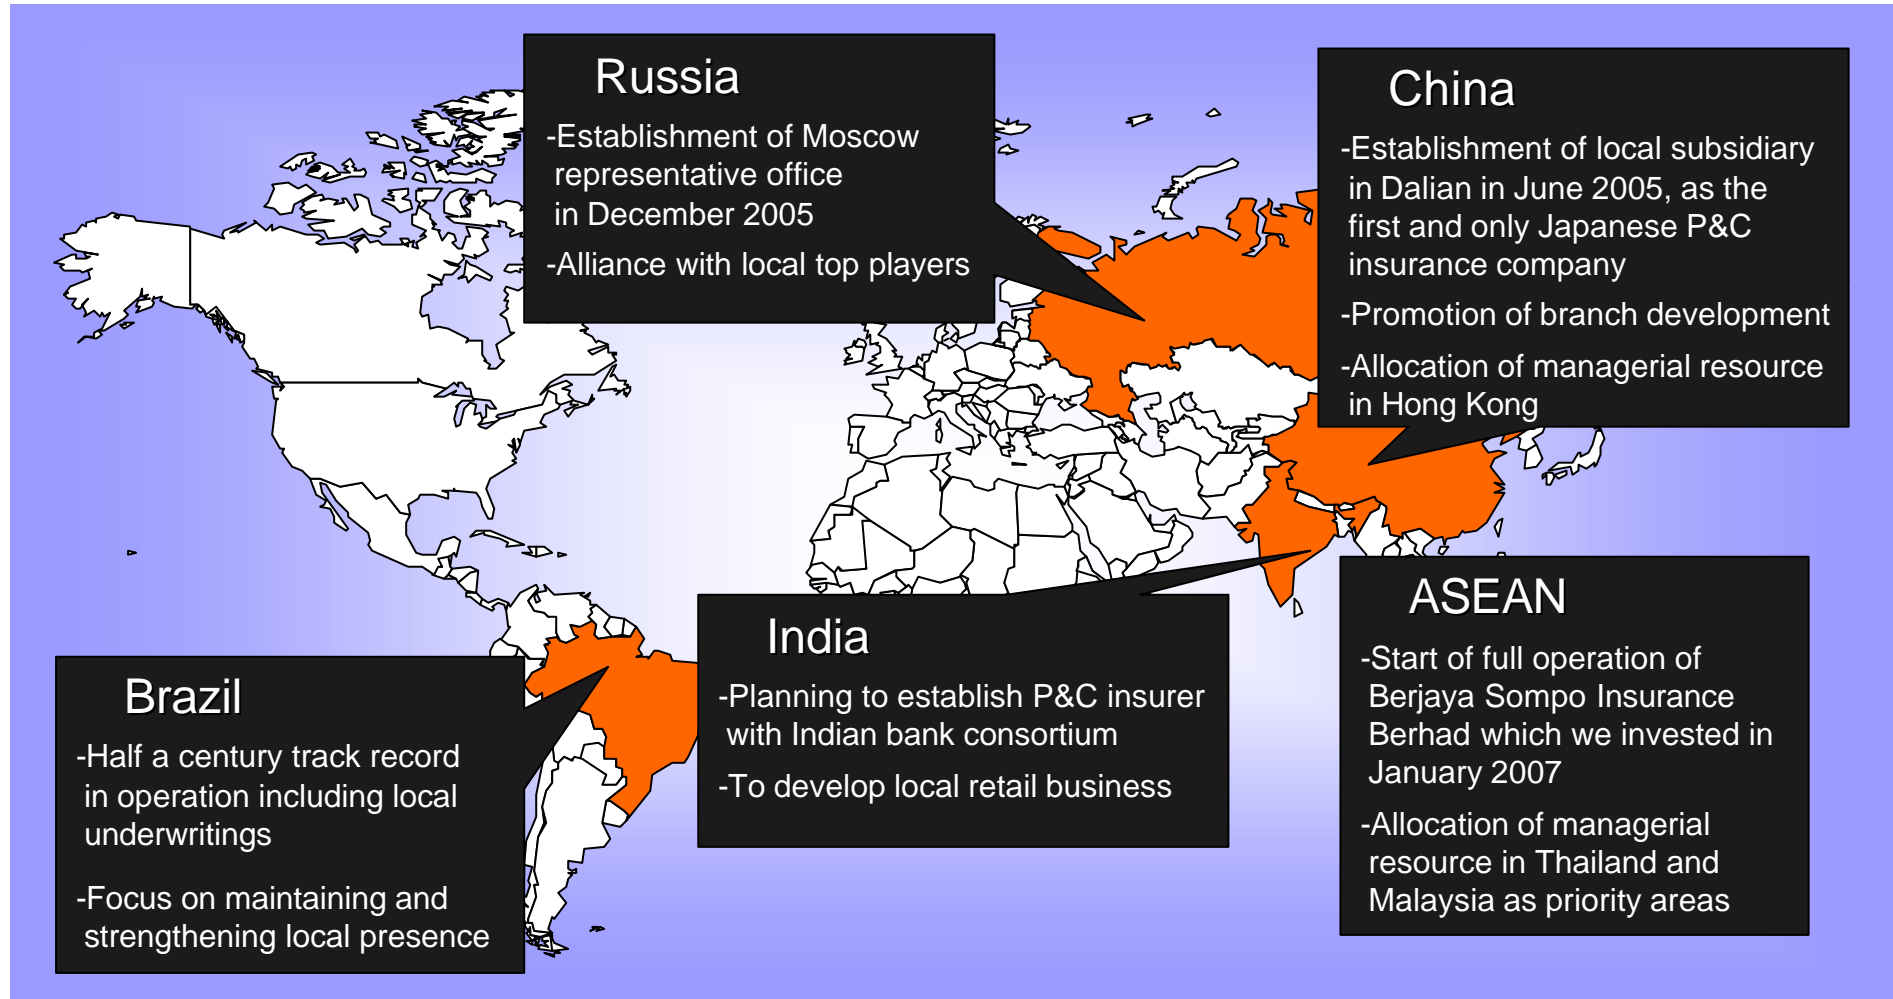 Russia
-Establishment of Moscow
representative office
in December 2005
-Alliance with local top players
China
-Establishment of local subsidiary
in Dalian in June 2005, as the
first and only Japanese P&C
insurance company
-Promotion of branch development
-Allocation of managerial resource
in Hong Kong
Brazil
-Half a century track record
in operation including local
underwritings
-Focus on maintaining and
strengthening local presence
India
-Planning to establish P&C insurer
with Indian bank consortium
-To develop local retail business
ASEAN
-Start of full operation of
Berjaya Sompo Insurance
Berhad which we invested in
January 2007
-Allocation of managerial
resource in Thailand and
Malaysia as priority areas